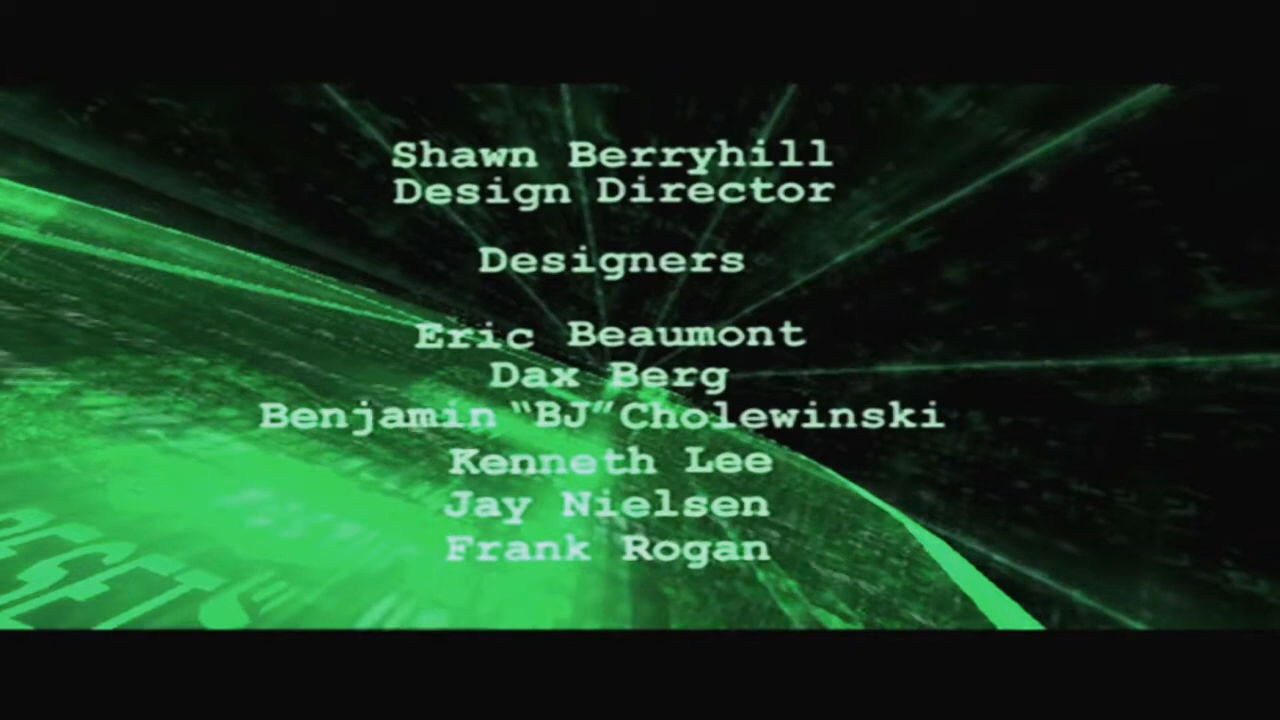 Shawn Berryhill
Design Director
Designers
Eric Beaumont
Dax Berg
Benjamin “BJ” Cholewinski
Kenneth Lee
Jay Nielsen
Frank Rogan